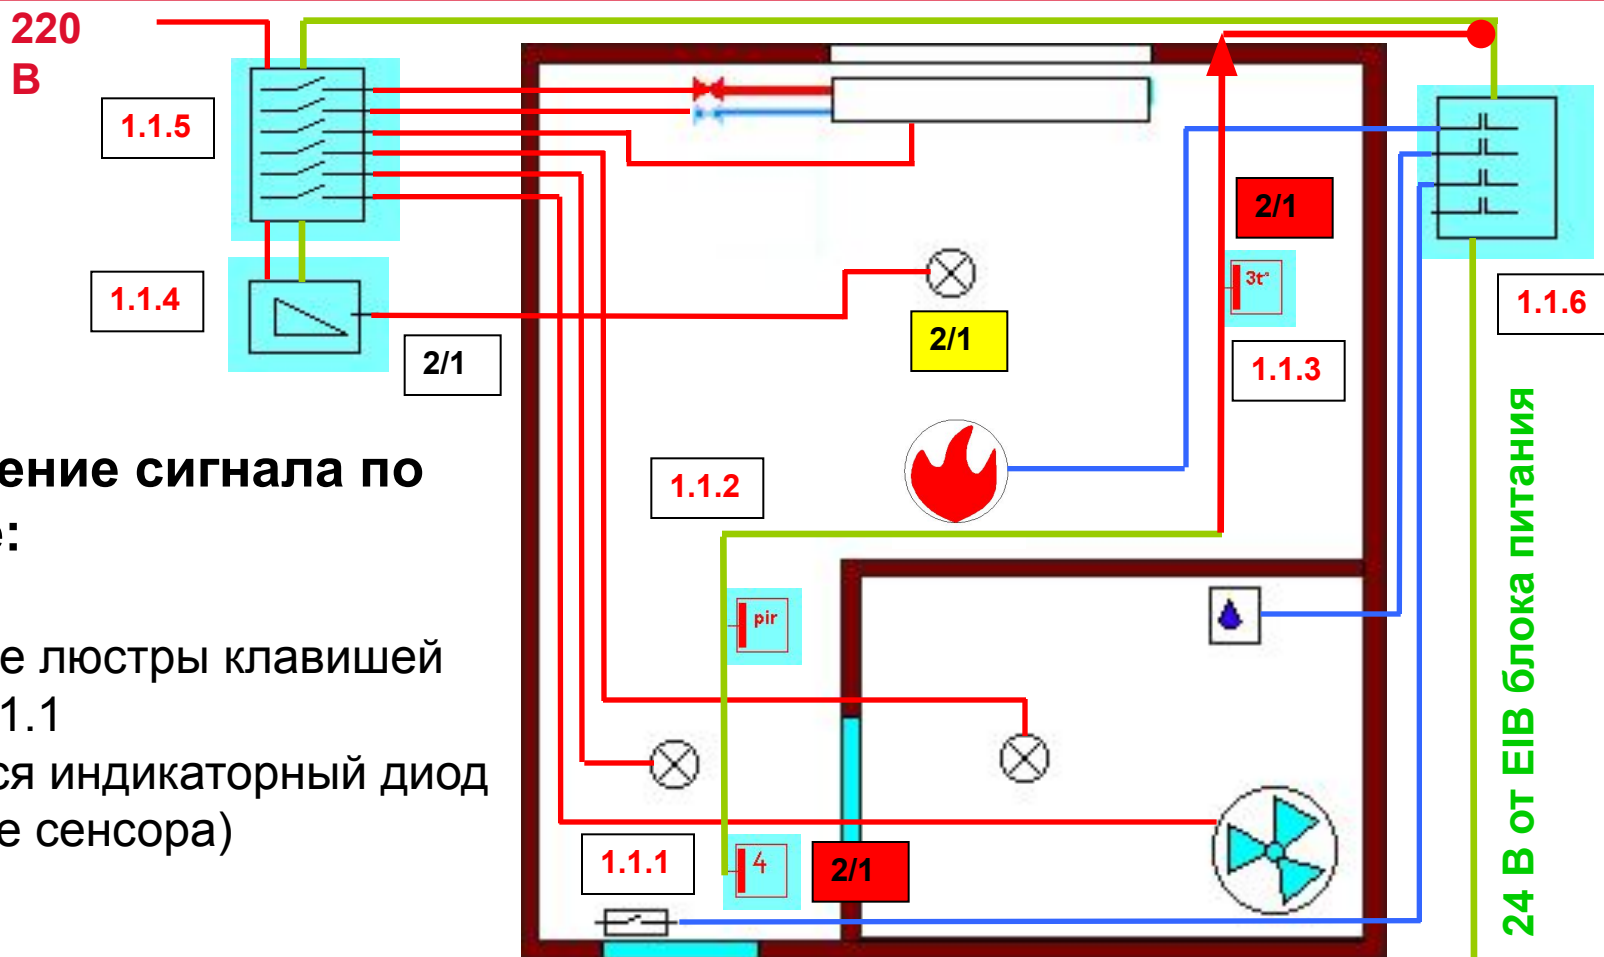 220
В
1.1.5
2/1
3t°
1.1.4
1.1.6
2/1
2/1
1.1.3
ение сигнала по
е:
1.1.2
pir
е люстры клавишей
1.1
ся индикаторный диод
е сенсора)
1.1.1
4
2/1
24 В от EIB блока питания